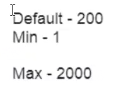 Default - 200
Min - 1
Max - 2000